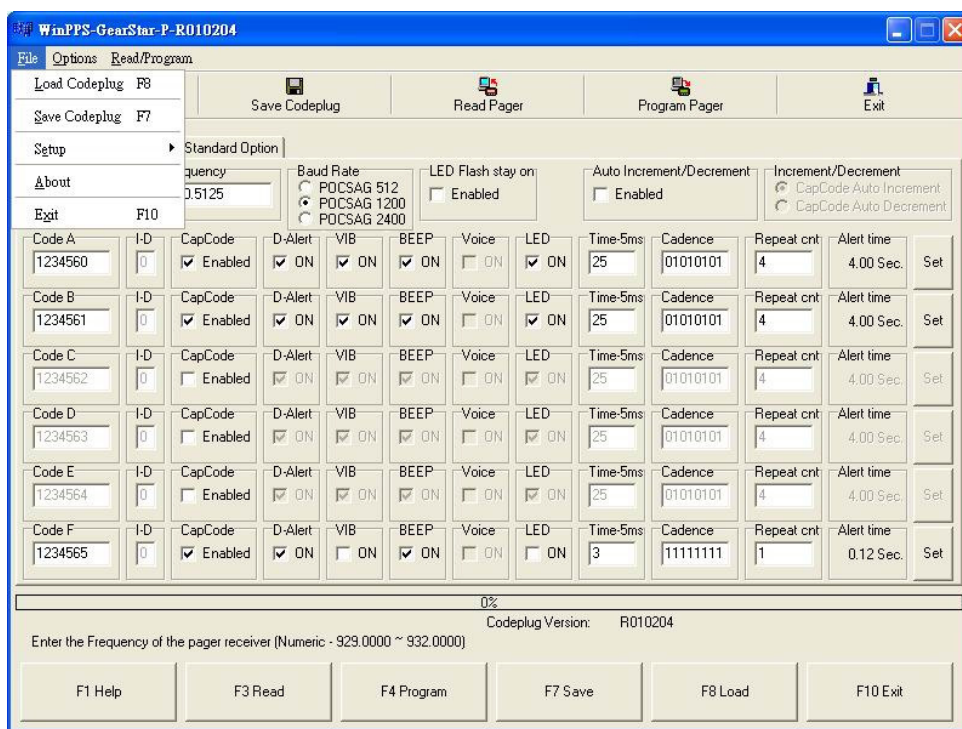 WinPPS-GearStar-P-R010204
File Options Read/Program
Load Codeplug F8
Save Codeplug F7
Setup
About
Exit F10
Save Codeplug Read Pager Program Pager Exit
Standard Option
quency Baud Rate LED Flash stay on Auto Increment/Decrement Increment/Decrement
0.5125 POCSAG 512 Enabled Enabled CapCode Auto Increment
POCSAG 1200 CapCode Auto Decrement
POCSAG 2400
Code A I-D CapCode D-Alert VIB BEEP Voice LED Time-5ms Cadence Repeat cnt Alert time
1234560 0 Enabled ON ON ON ON ON 25 01010101 4 4.00 Sec. Set
Code B I-D CapCode D-Alert VIB BEEP Voice LED Time-5ms Cadence Repeat cnt Alert time
1234561 0 Enabled ON ON ON ON ON 25 01010101 4 4.00 Sec. Set
Code C I-D CapCode D-Alert VIB BEEP Voice LED Time-5ms Cadence Repeat cnt Alert time
1234562 0 Enabled ON ON ON ON ON 25 01010101 4 4.00 Sec. Set
Code D I-D CapCode D-Alert VIB BEEP Voice LED Time-5ms Cadence Repeat cnt Alert time
1234563 0 Enabled ON ON ON ON ON 25 01010101 4 4.00 Sec. Set
Code E I-D CapCode D-Alert VIB BEEP Voice LED Time-5ms Cadence Repeat cnt Alert time
1234564 0 Enabled ON ON ON ON ON 25 01010101 4 4.00 Sec. Set
Code F I-D CapCode D-Alert VIB BEEP Voice LED Time-5ms Cadence Repeat cnt Alert time
1234565 0 Enabled ON ON ON ON ON 3 11111111 1 0.12 Sec. Set
0%
Codeplug Version: R010204
Enter the Frequency of the pager receiver (Numeric - 929.0000 ~ 932.0000)
F1 Help F3 Read F4 Program F7 Save F8 Load F10 Exit